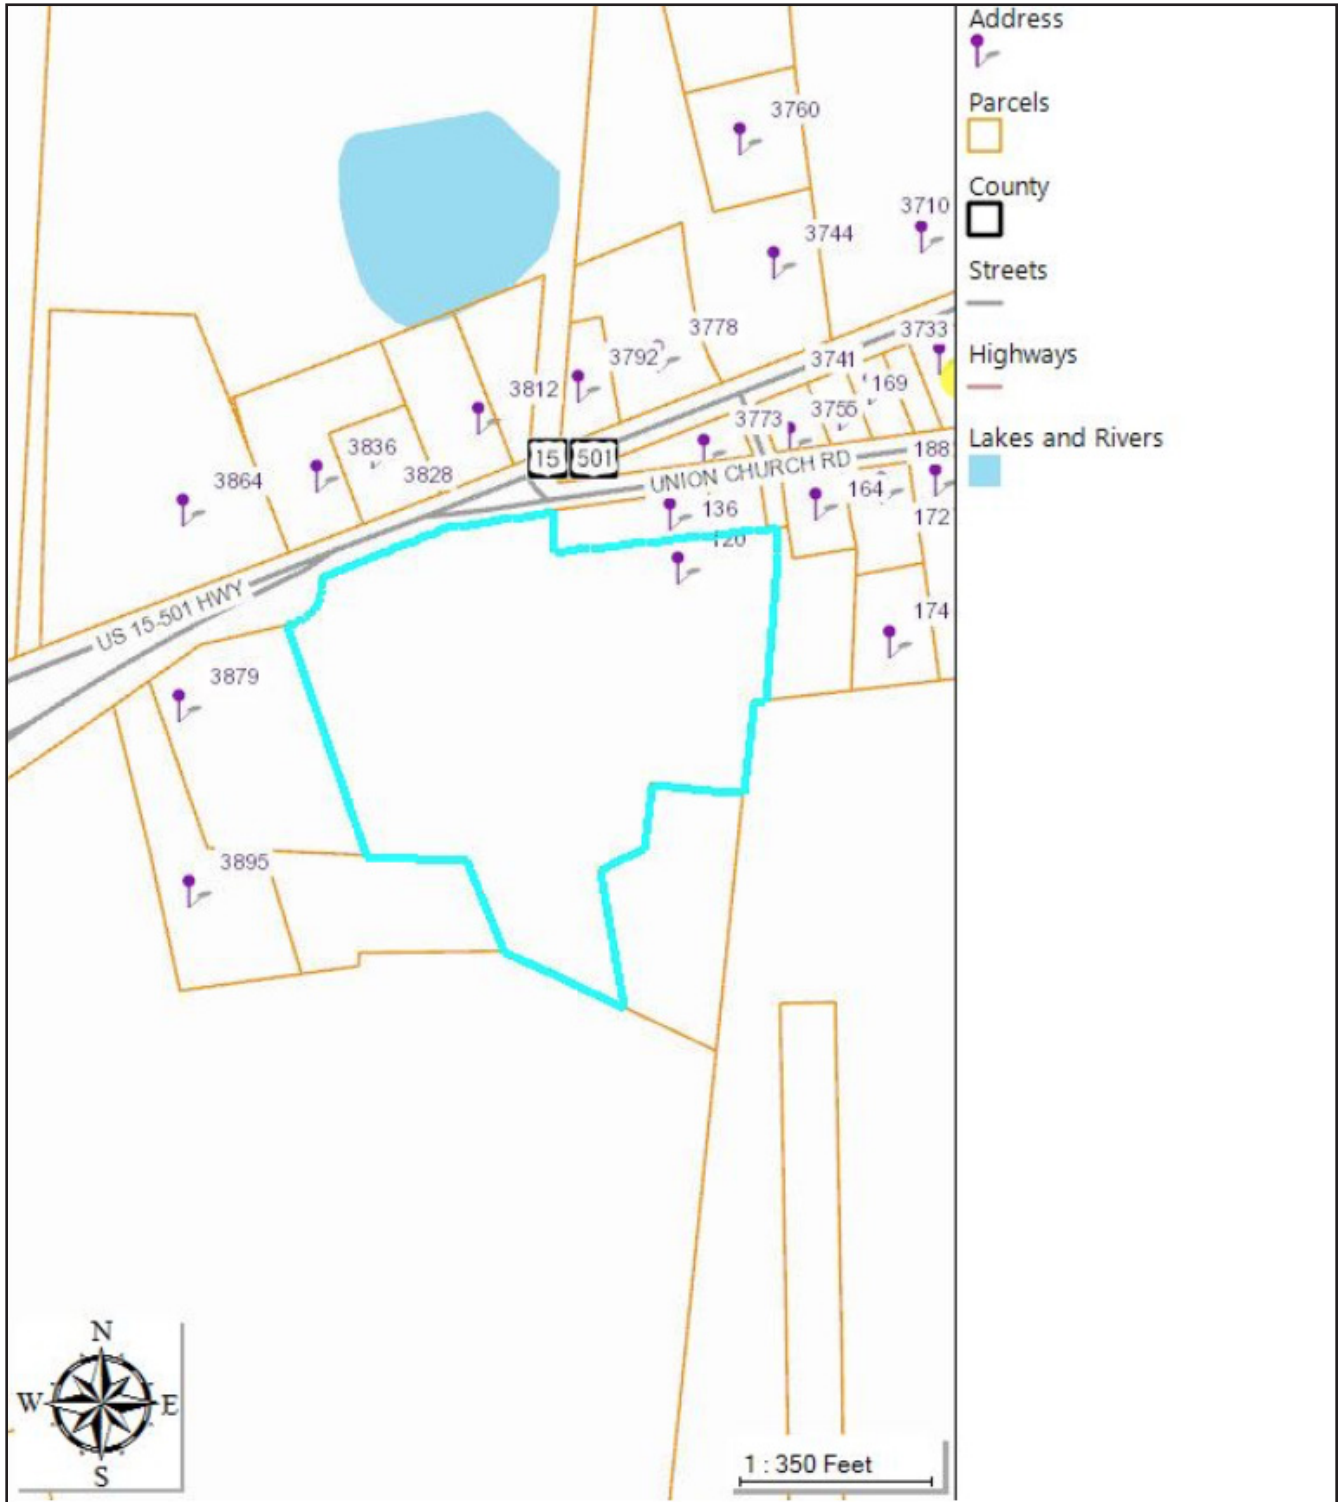 Address
Parcels
County
Streets
Highways
Lakes and Rivers
3760
3710
3744
3778
3733
3792
3741
3812
169
3755
3773
3836
188
15 501
UNION CHURCH RD
3864
3828
164
136
172
120
US 15-501 HWY
174
3879
3895
N
W E
S
1 : 350 Feet